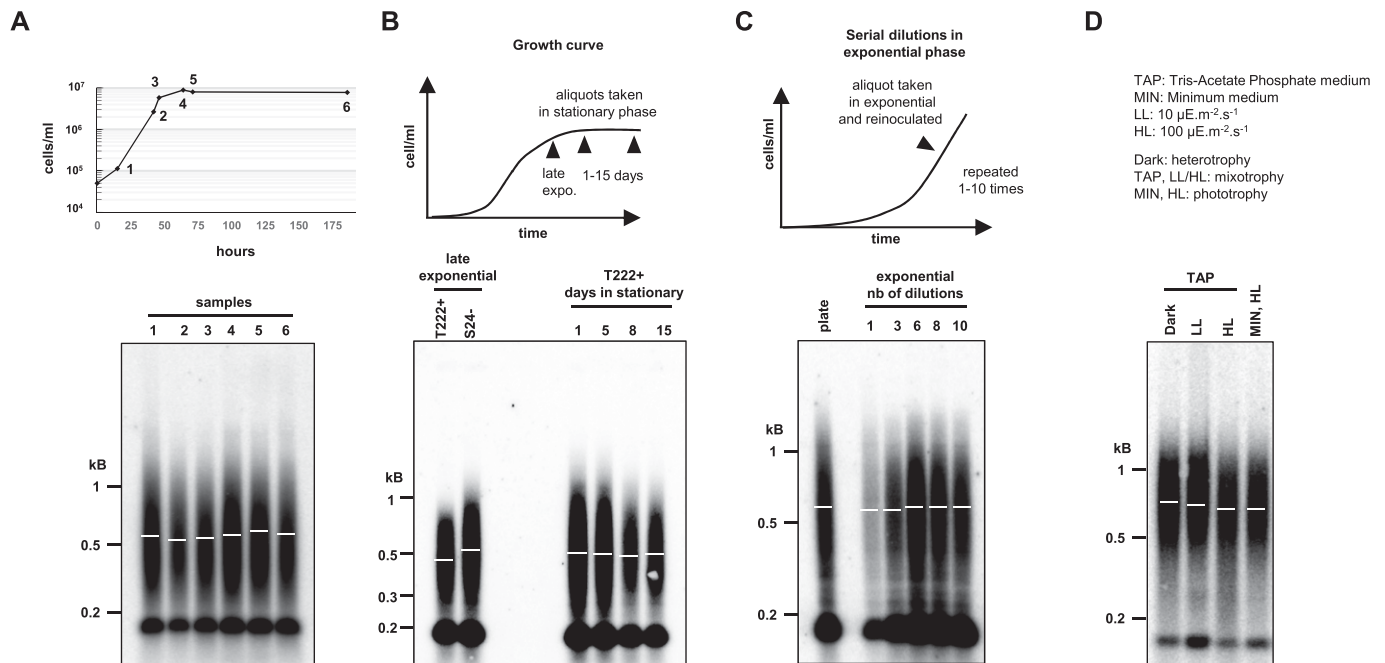 A
10⁷
10⁶
10⁵
10⁴
cells/ml
1
2
3
4
5
6
0 25 50 75 100 125 150 175
hours
samples
1 2 3 4 5 6
kB
1
0.5
0.2
B
Growth curve
aliquots taken
in stationary phase
late
expo.
1-15 days
cell/ml
time
late
exponential
T222+
S24-
T222+
days in stationary
1 5 8 15
kB
1
0.5
0.3
0.2
C
Serial dilutions in
exponential phase
aliquot taken
in exponential
and reinoculated
repeated
1-10 times
cells/ml
time
plate
exponential
nb of dilutions
1 3 6 8 10
kB
1
0.5
0.2
D
TAP: Tris-Acetate Phosphate medium
MIN: Minimum medium
LL: 10 µE.m⁻².s⁻¹
HL: 100 µE.m⁻².s⁻¹
Dark: heterotrophy
TAP, LL/HL: mixotrophy
MIN, HL: phototrophy
TAP
Dark
LL
HL
MIN, HL
kB
1
0.5
0.2